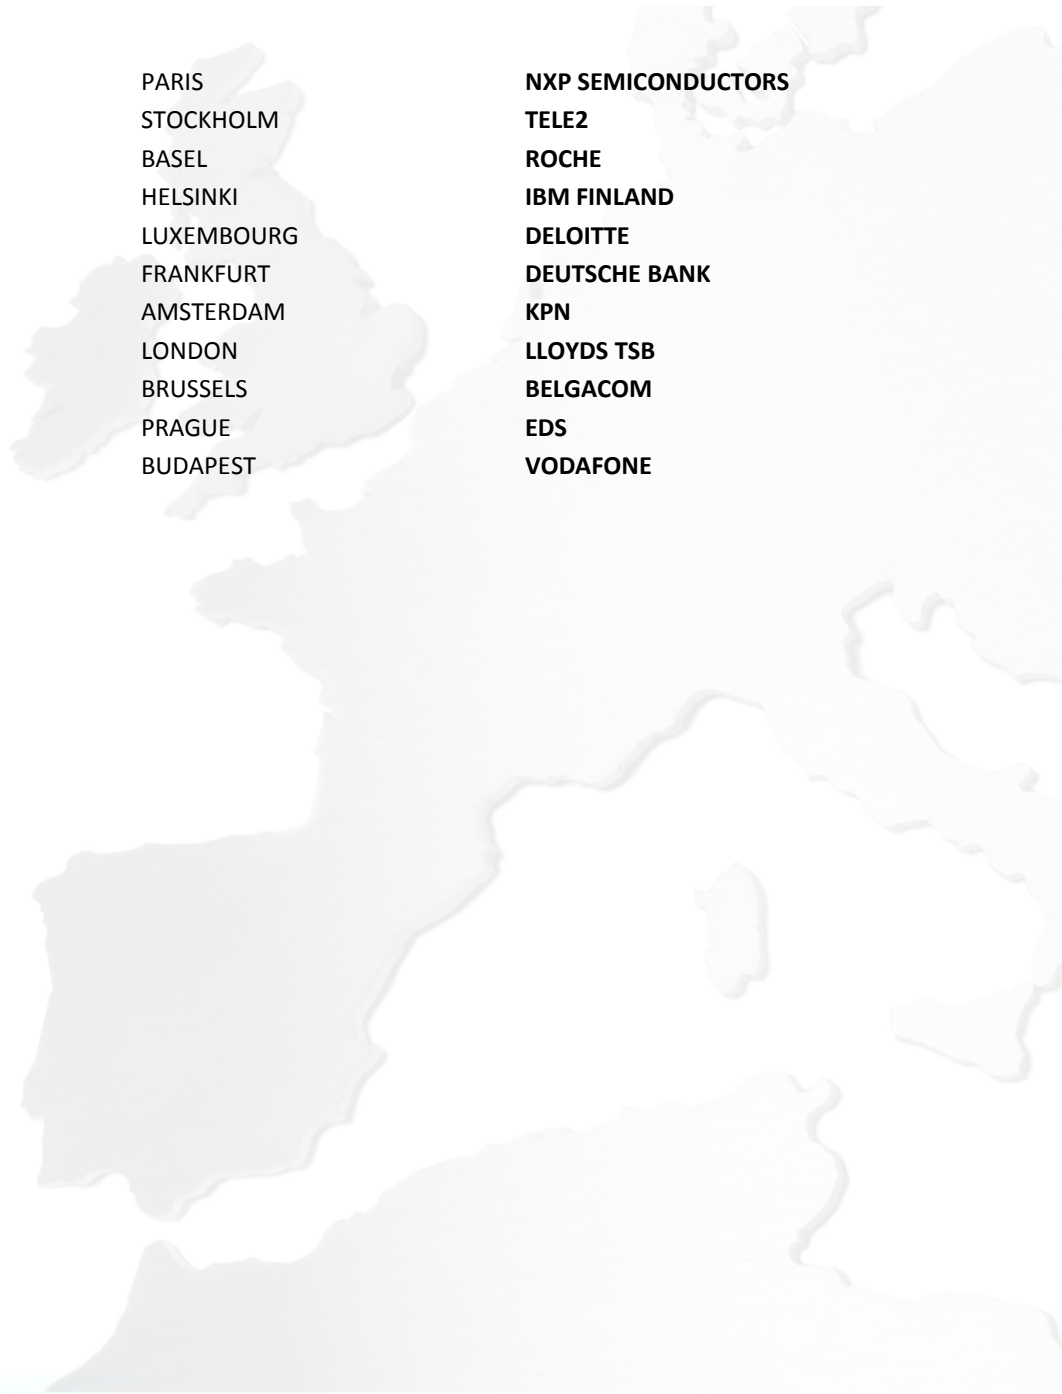 PARIS NXP SEMICONDUCTORS
STOCKHOLM TELE2
BASEL ROCHE
HELSINKI IBM FINLAND
LUXEMBOURG DELOITTE
FRANKFURT DEUTSCHE BANK
AMSTERDAM KPN
LONDON LLOYDS TSB
BRUSSELS BELGACOM
PRAGUE EDS
BUDAPEST VODAFONE